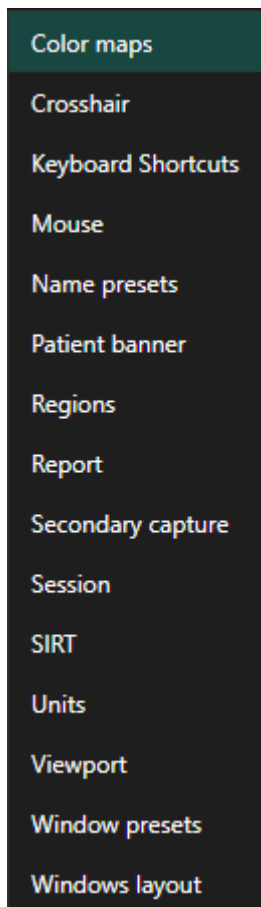 Color maps
Crosshair
Keyboard Shortcuts
Mouse
Name presets
Patient banner
Regions
Report
Secondary capture
Session
SIRT
Units
Viewport
Window presets
Windows layout